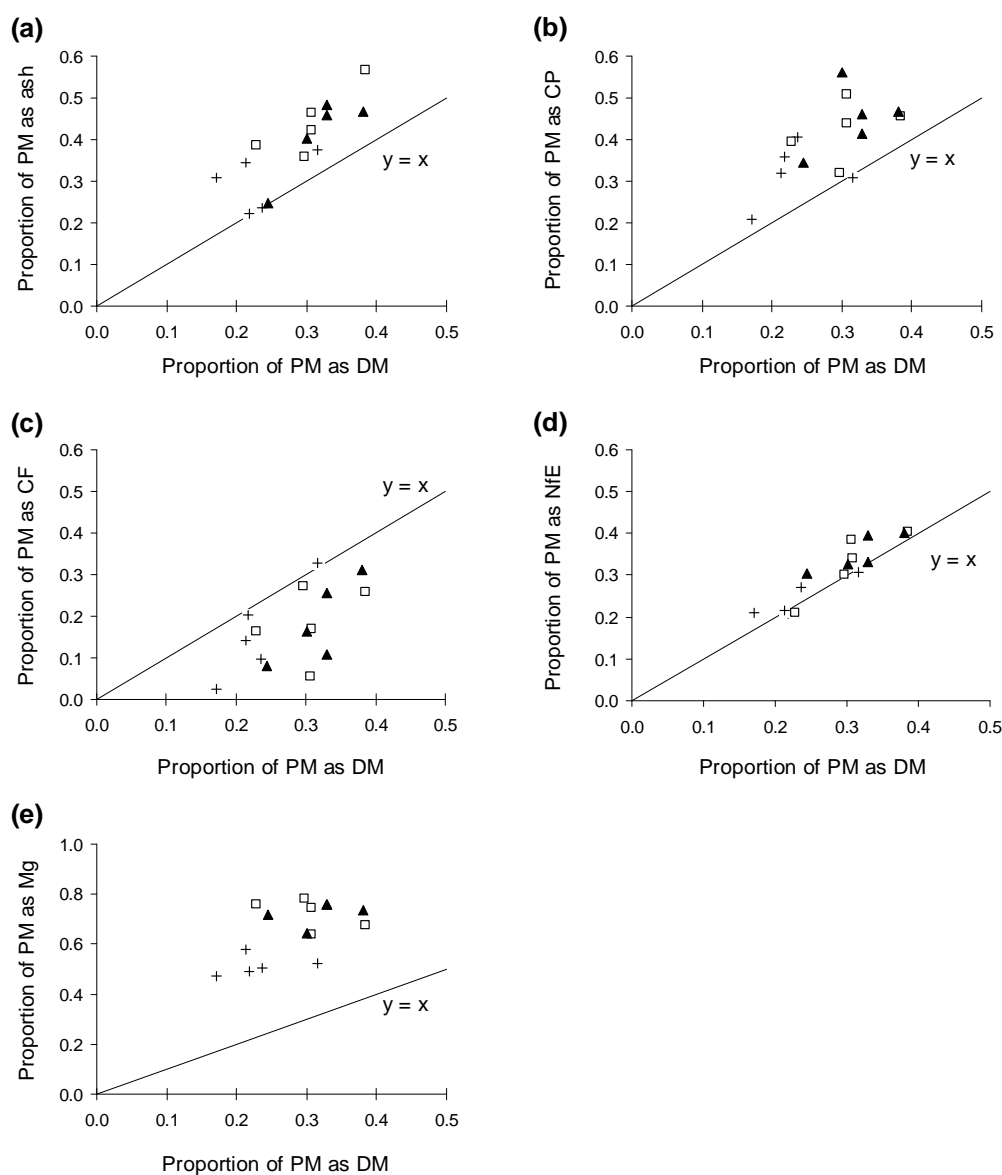 (a)
Proportion of PM as ash
0.6
0.5
0.4
0.3
0.2
0.1
0.0
y = x
0.0 0.1 0.2 0.3 0.4 0.5
Proportion of PM as DM
(b)
Proportion of PM as CP
0.6
0.5
0.4
0.3
0.2
0.1
0.0
y = x
0.0 0.1 0.2 0.3 0.4 0.5
Proportion of PM as DM
(c)
Proportion of PM as CF
0.6
0.5
0.4
0.3
0.2
0.1
0.0
y = x
0.0 0.1 0.2 0.3 0.4 0.5
Proportion of PM as DM
(d)
Proportion of PM as NfE
0.6
0.5
0.4
0.3
0.2
0.1
0.0
y = x
0.0 0.1 0.2 0.3 0.4 0.5
Proportion of PM as DM
(e)
Proportion of PM as Mg
1.0
0.8
0.6
0.4
0.2
0.0
y = x
0.0 0.1 0.2 0.3 0.4 0.5
Proportion of PM as DM